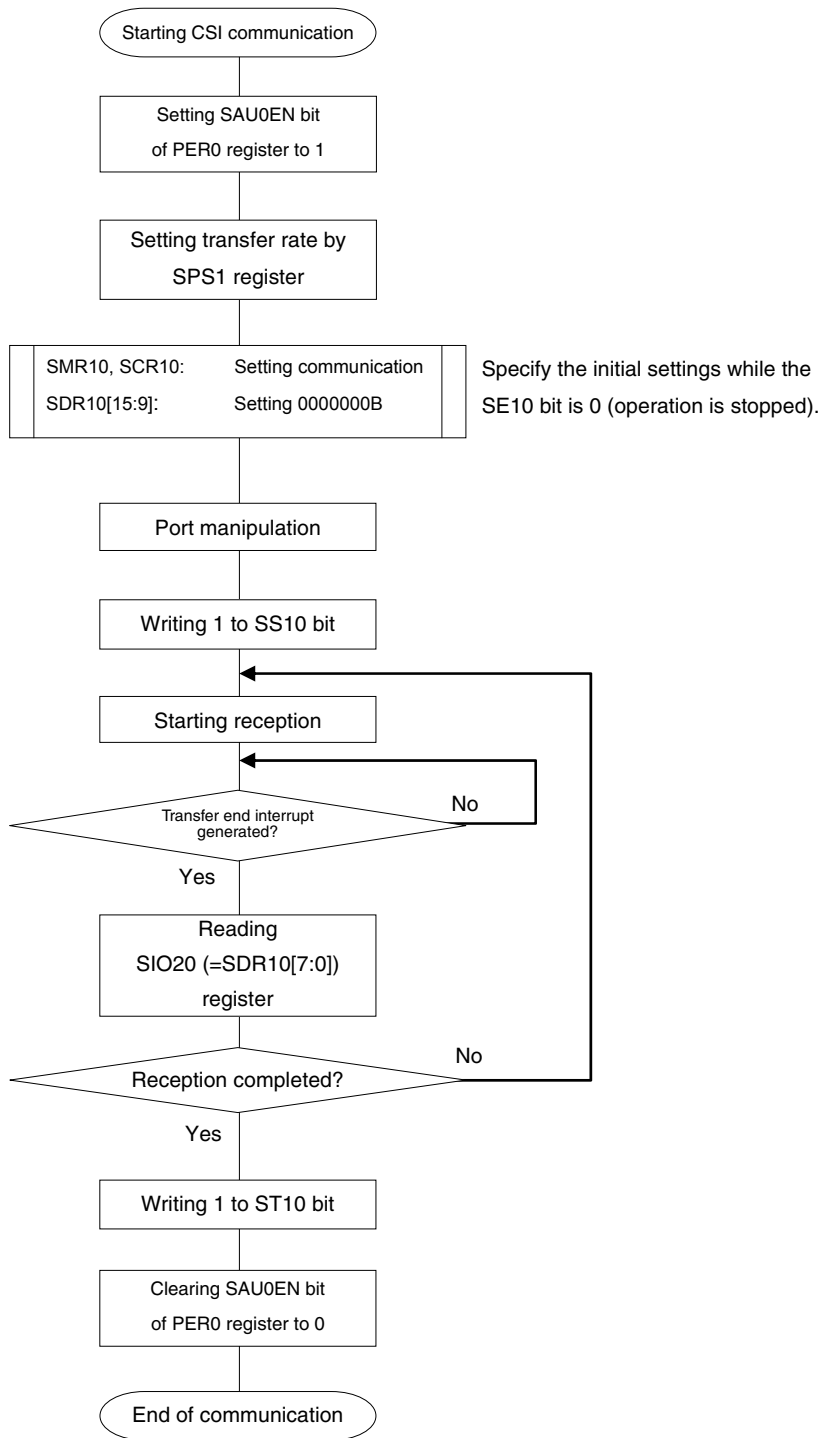 Starting CSI communication
Setting SAU0EN bit
of PER0 register to 1
Setting transfer rate by
SPS1 register
SMR10, SCR10: Setting communication
SDR10[15:9]: Setting 0000000B
Specify the initial settings while the
SE10 bit is 0 (operation is stopped).
Port manipulation
Writing 1 to SS10 bit
Starting reception
Transfer end interrupt
generated?
No
Yes
Reading
SIO20 (=SDR10[7:0])
register
Reception completed?
No
Yes
Writing 1 to ST10 bit
Clearing SAU0EN bit
of PER0 register to 0
End of communication